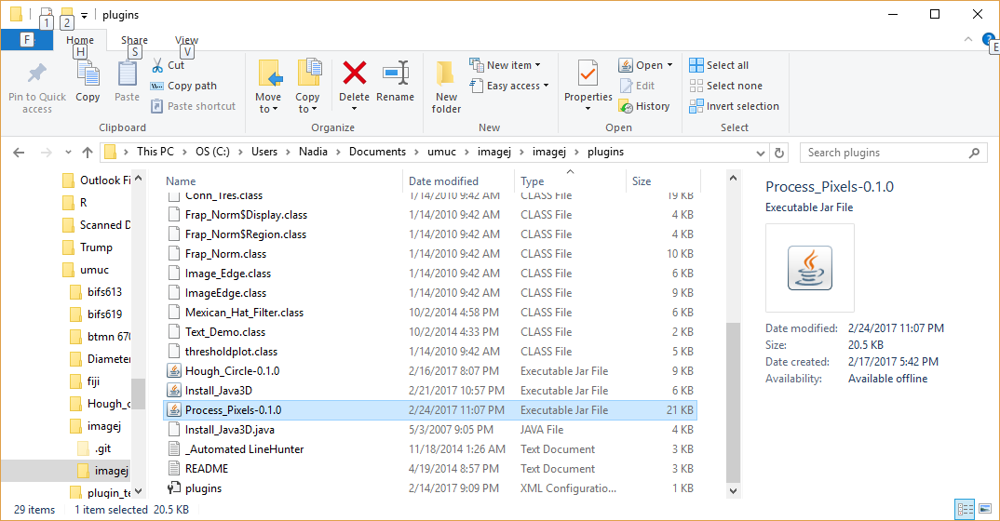 plugins
1 2
F Home Share View
H S V E
Pin to Quick access Copy Paste Cut Copy path Paste shortcut Move to Copy to Delete Rename New folder New item Easy access Properties Open Edit History Select all Select none Invert selection
Clipboard Organize New Open Select
This PC OS (C:) Users Nadia Documents umuc imagej imagej plugins Search plugins
Outlook Fi
R
Scanned D
Trump
umuc
bifs613
bifs619
btmn 670
Diameter
fiji
Hough_c
imagej
.git
imagej
plugin_te
Name Date modified Type Size
Conn_Tres.class 1/14/2010 9:42 AM CLASS File 19 KB
Frap_Norm$Display.class 1/14/2010 9:42 AM CLASS File 4 KB
Frap_Norm$Region.class 1/14/2010 9:42 AM CLASS File 4 KB
Frap_Norm.class 1/14/2010 9:42 AM CLASS File 10 KB
Image_Edge.class 1/14/2010 9:42 AM CLASS File 6 KB
ImageEdge.class 1/14/2010 9:42 AM CLASS File 9 KB
Mexican_Hat_Filter.class 10/2/2014 4:58 PM CLASS File 6 KB
Text_Demo.class 10/2/2014 4:33 PM CLASS File 2 KB
thresholdplot.class 1/14/2010 9:42 AM CLASS File 5 KB
Hough_Circle-0.1.0 2/16/2017 8:07 PM Executable Jar File 9 KB
Install_Java3D 2/21/2017 10:57 PM Executable Jar File 6 KB
Process_Pixels-0.1.0 2/24/2017 11:07 PM Executable Jar File 21 KB
Install_Java3D.java 5/3/2007 9:05 PM JAVA File 4 KB
_Automated LineHunter 11/18/2014 1:26 AM Text Document 3 KB
README 4/19/2014 8:57 PM Text Document 3 KB
plugins 2/14/2017 9:09 PM XML Configuratio... 1 KB
Process_Pixels-0.1.0
Executable Jar File
Date modified: 2/24/2017 11:07 PM
Size: 20.5 KB
Date created: 2/17/2017 5:42 PM
Availability: Available offline
29 items 1 item selected 20.5 KB